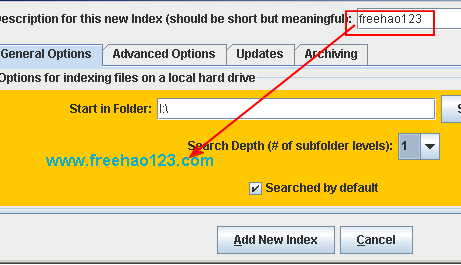 Description for this new Index (should be short but meaningful): freehao123
General Options Advanced Options Updates Archiving
Options for indexing files on a local hard drive
Start in Folder: I:\
www.freehao123.com
Search Depth (# of subfolder levels): 1
Searched by default
Add New Index Cancel